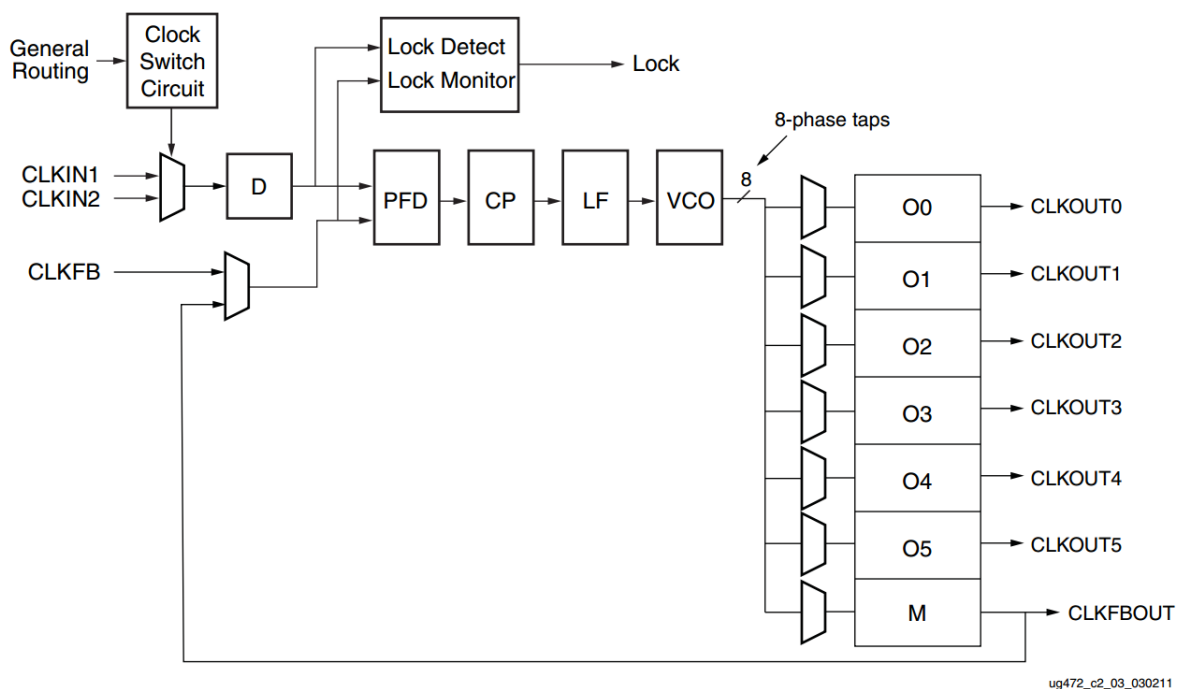 General
Routing
Clock
Switch
Circuit
Lock Detect
Lock Monitor
Lock
8-phase taps
CLKIN1
CLKIN2
D
PFD
CP
LF
VCO
8
O0
CLKOUT0
CLKFB
O1
CLKOUT1
O2
CLKOUT2
O3
CLKOUT3
O4
CLKOUT4
O5
CLKOUT5
M
CLKFBOUT
ug472_c2_03_030211